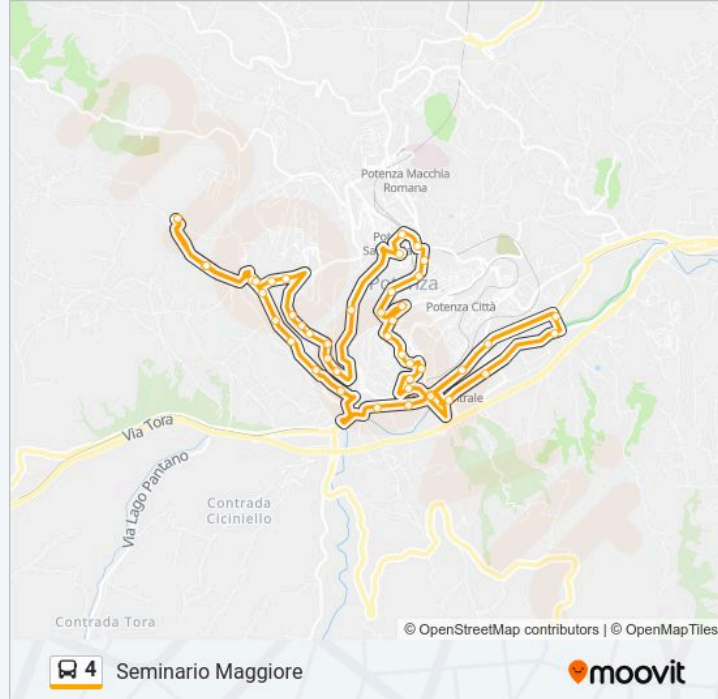 Potenza Macchia
Romana
Potenza
Potenza Città
Via Tora
Via Lago Pantano
Contrada
Ciciniello
Contrada Tora
© OpenStreetMap contributors | © OpenMapTiles
4 Seminario Maggiore
moovit